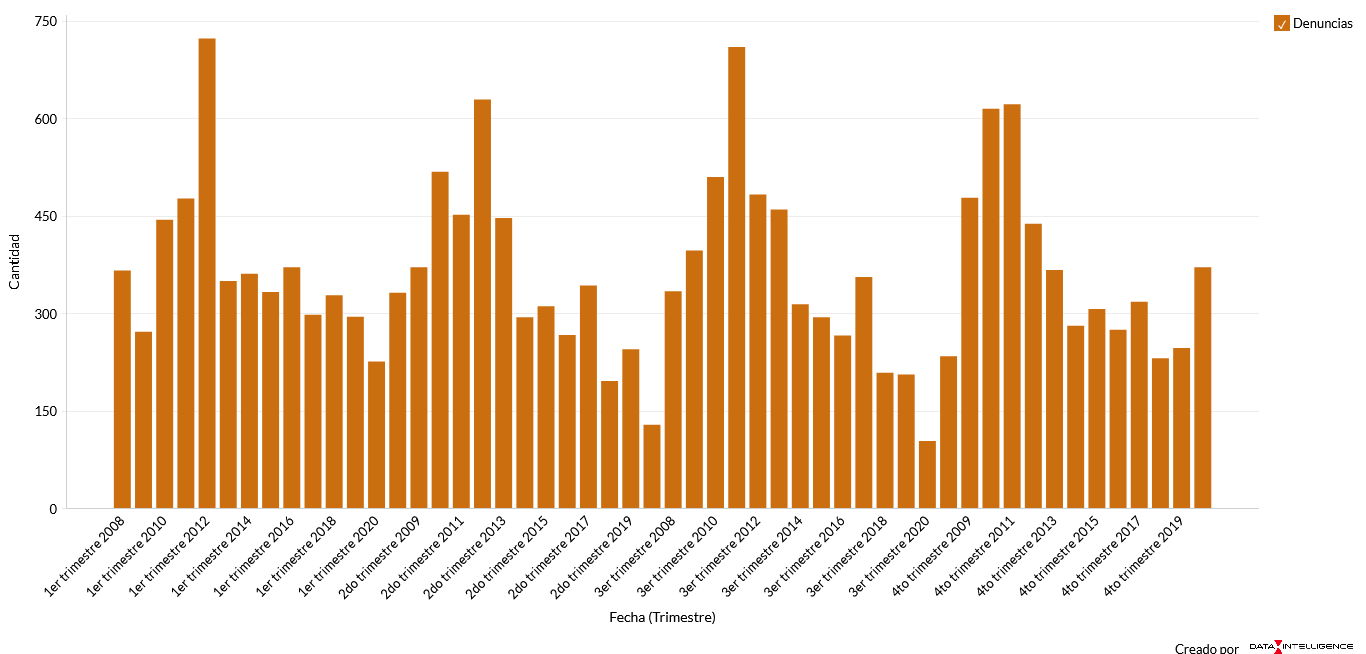 750
600
450
300
150
0
Cantidad
✓ Denuncias
1er trimestre 2008
1er trimestre 2010
1er trimestre 2012
1er trimestre 2014
1er trimestre 2016
1er trimestre 2018
1er trimestre 2020
2do trimestre 2009
2do trimestre 2011
2do trimestre 2013
2do trimestre 2015
2do trimestre 2017
2do trimestre 2019
3er trimestre 2008
3er trimestre 2010
3er trimestre 2012
3er trimestre 2014
3er trimestre 2016
3er trimestre 2018
3er trimestre 2020
4to trimestre 2009
4to trimestre 2011
4to trimestre 2013
4to trimestre 2015
4to trimestre 2017
4to trimestre 2019
Fecha (Trimestre)
Creado por DATA INTELLIGENCE